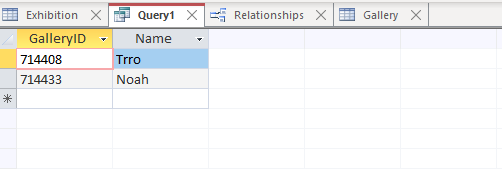 Exhibition Query1 Relationships Gallery
GalleryID Name
714408 Trro
714433 Noah